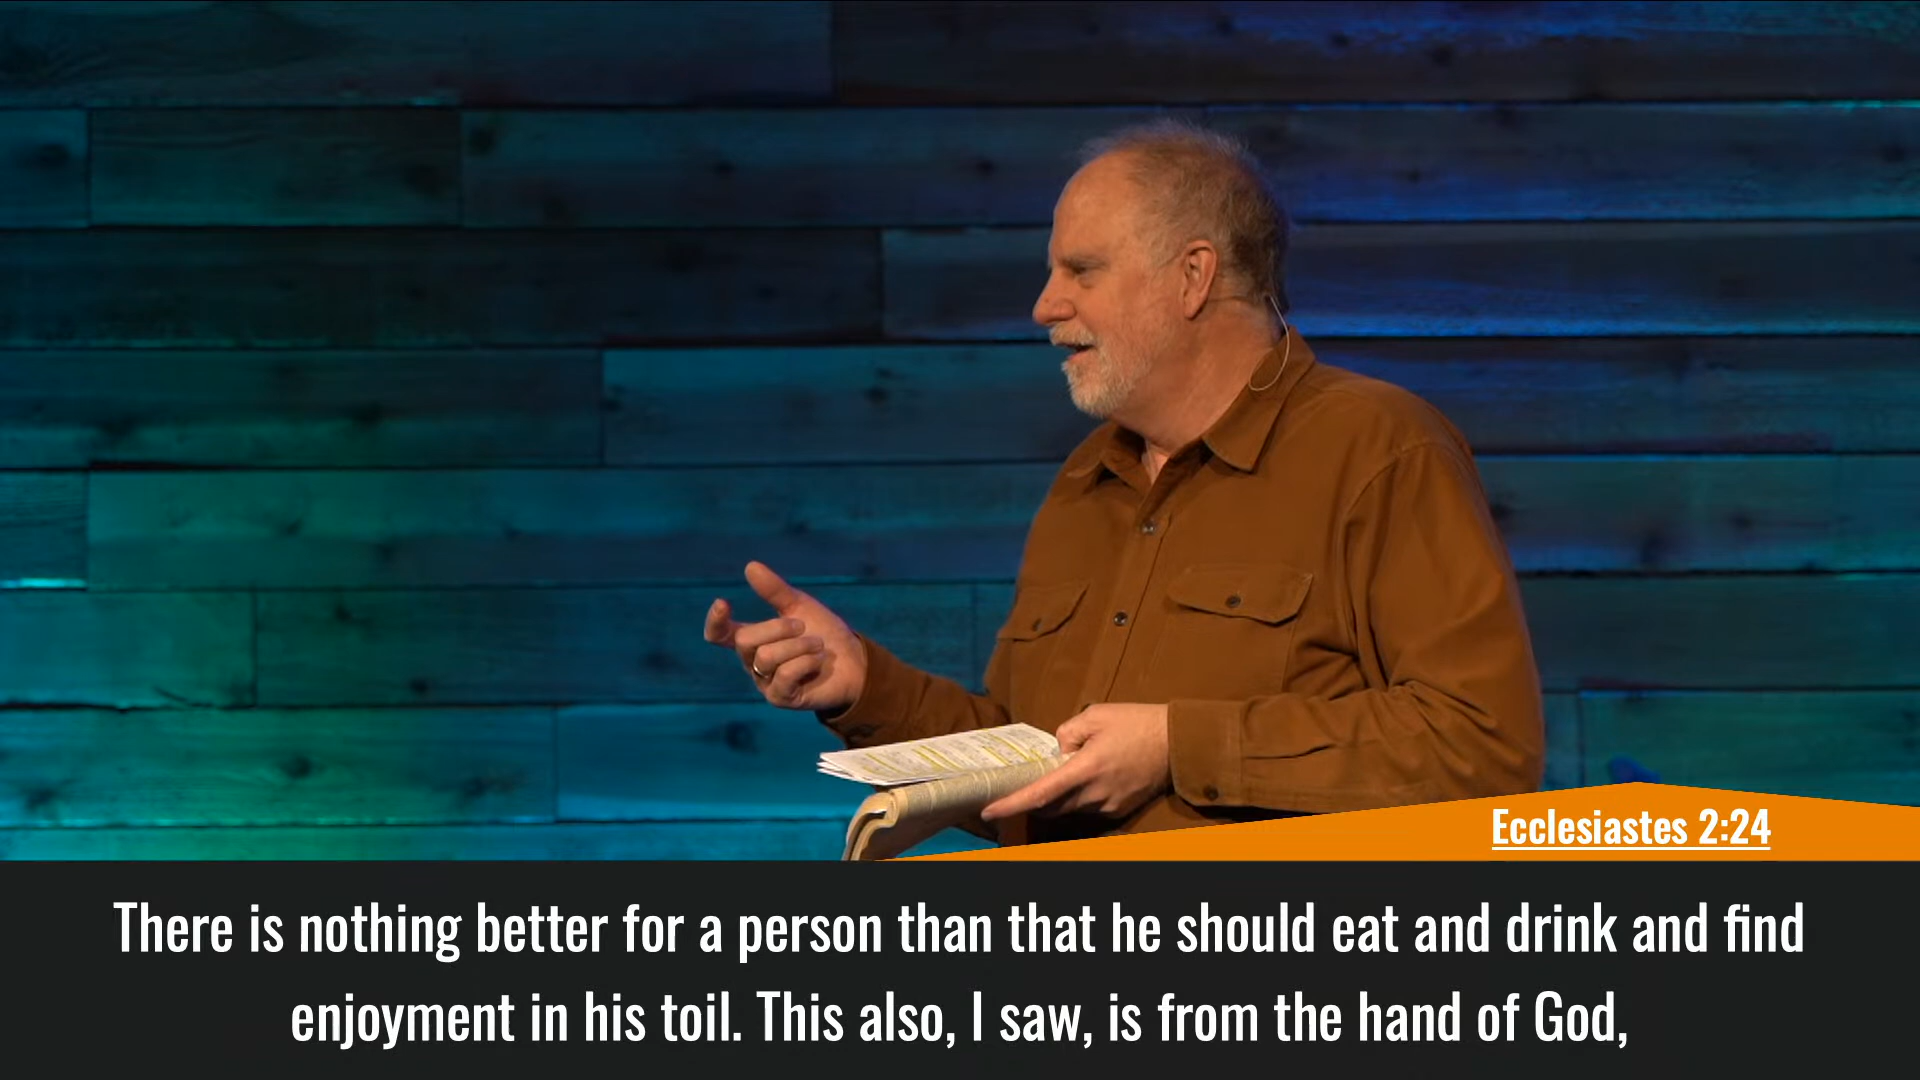 Ecclesiastes 2:24
There is nothing better for a person than that he should eat and drink and find
enjoyment in his toil. This also, I saw, is from the hand of God,